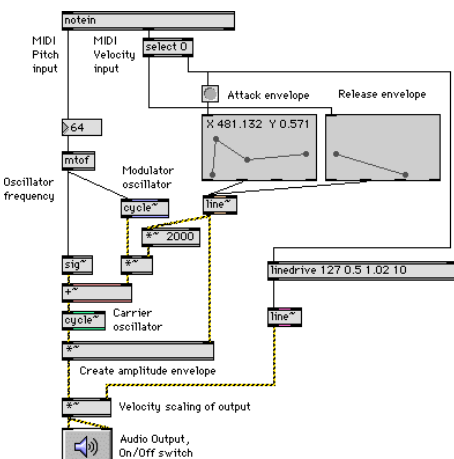 notein
MIDI
Pitch
input
MIDI
Velocity
input
select 0
Attack envelope
Release envelope
X 481.132 Y 0.571
64
mtof
Oscillator
frequency
Modulator
oscillator
cycle~
line~
*~ 2000
sig~
*~
linedrive 127 0.5 1.02 10
+~
cycle~
Carrier
oscillator
line~
*~
Create amplitude envelope
*~
Velocity scaling of output
Audio Output,
On/Off switch